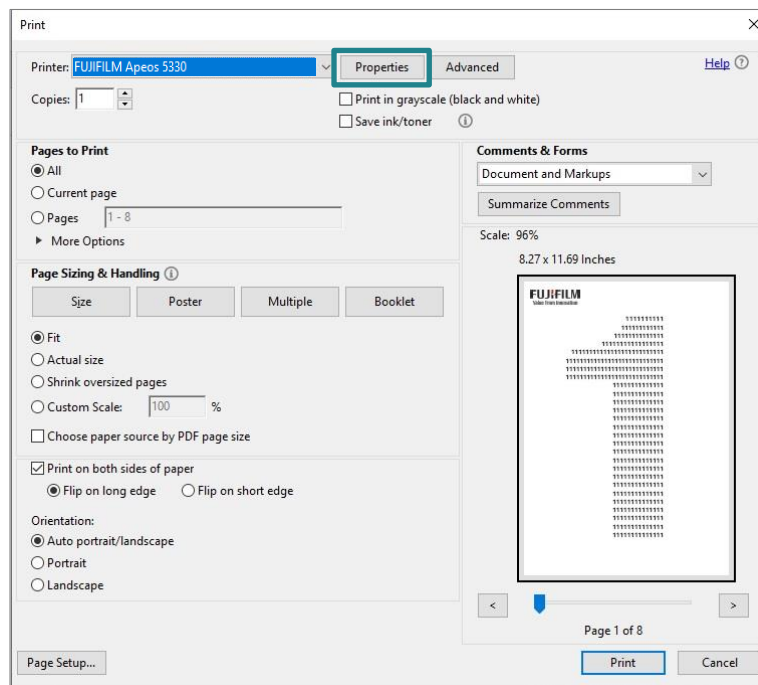 Print
Printer: FUJIFILM Apeos 5330 Properties Advanced Help
Copies: 1 Print in grayscale (black and white)
Save ink/toner
Pages to Print
All
Current page
Pages 1 - 8
More Options
Comments & Forms
Document and Markups
Summarize Comments
Scale: 96%
8.27 x 11.69 Inches
FUJIFILM
Value from Innovation
Page Sizing & Handling
Size Poster Multiple Booklet
Fit
Actual size
Shrink oversized pages
Custom Scale: 100 %
Choose paper source by PDF page size
Print on both sides of paper
Flip on long edge Flip on short edge
Orientation:
Auto portrait/landscape
Portrait
Landscape
< >
Page 1 of 8
Page Setup... Print Cancel